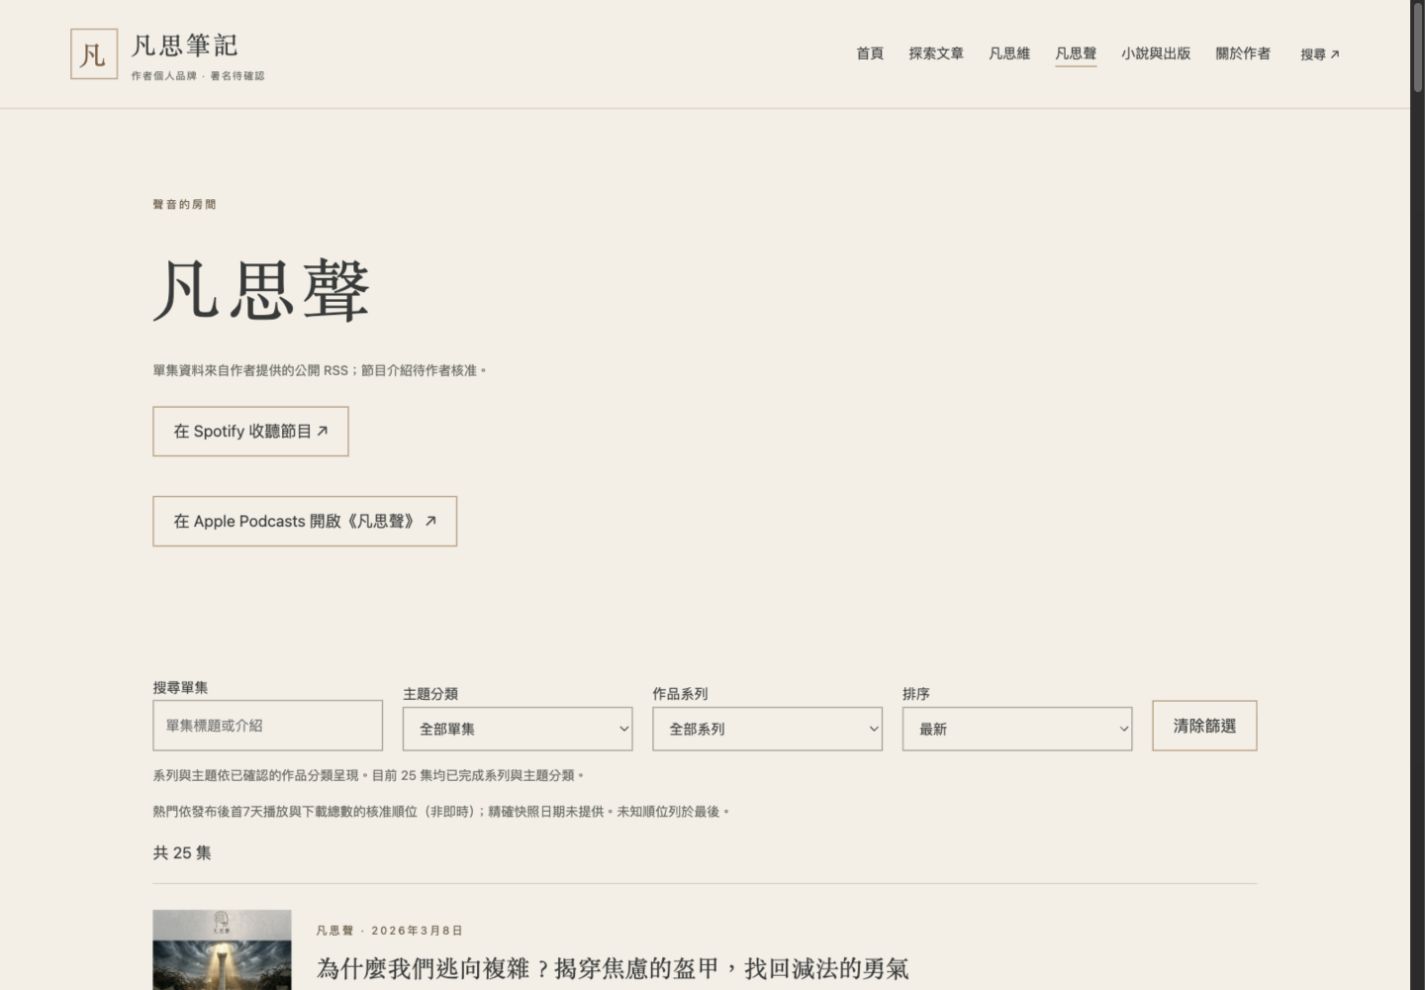 凡
凡思筆記
作者個人品牌 · 署名待確認
首頁 探索文章 凡思維 凡思聲 小說與出版 關於作者 搜尋 ↗
聲音的房間
凡思聲
單集資料來自作者提供的公開 RSS；節目介紹待作者核准。
在 Spotify 收聽節目 ↗
在 Apple Podcasts 開啟《凡思聲》 ↗
搜尋單集 主題分類 作品系列 排序
單集標題或介紹 全部單集 全部系列 最新 清除篩選
系列與主題依已確認的作品分類呈現。目前 25 集均已完成系列與主題分類。
熱門依發布後首7天播放與下載總數的核准順位（非即時）；精確快照日期未提供。未知順位列於最後。
共 25 集
凡思聲 · 2026年3月8日
為什麼我們逃向複雜？揭穿焦慮的盔甲，找回減法的勇氣